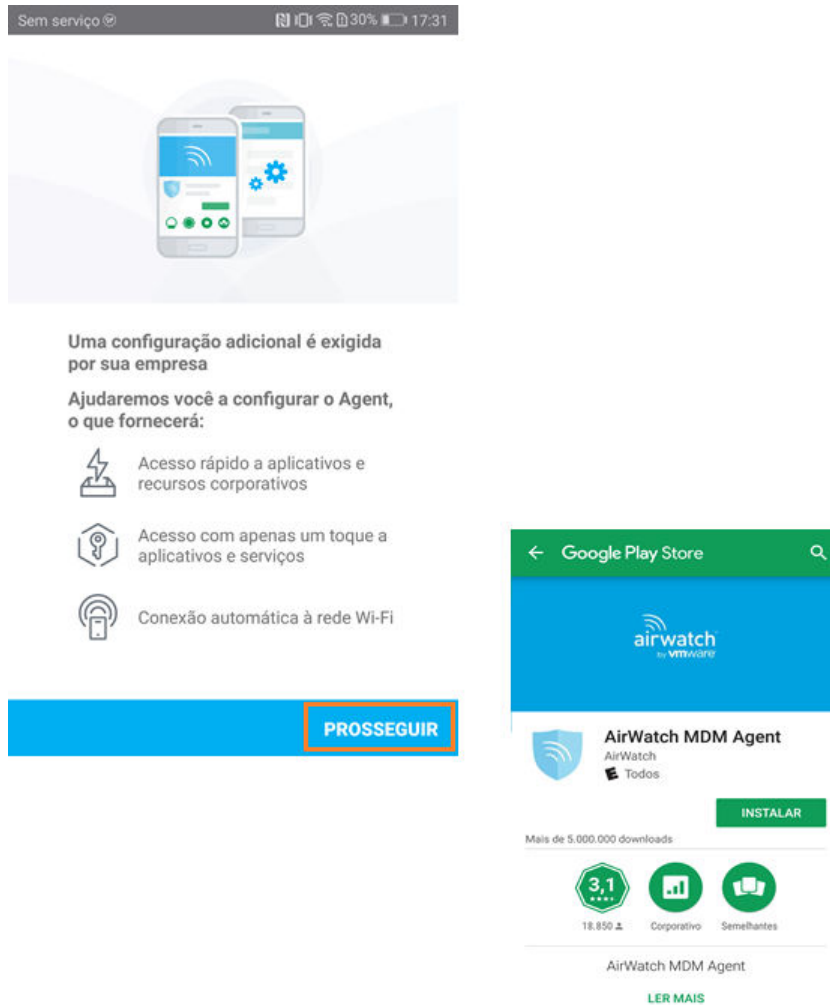 Sem serviço 30% 17:31
Uma configuração adicional é exigida
por sua empresa
Ajudaremos você a configurar o Agent,
o que fornecerá:
Acesso rápido a aplicativos e
recursos corporativos
Acesso com apenas um toque a
aplicativos e serviços
Conexão automática à rede Wi-Fi
PROSSEGUIR
Google Play Store
airwatch
by vmware
AirWatch MDM Agent
AirWatch
E Todos
INSTALAR
Mais de 5.000.000 downloads
3,1
18.850 Corporativo Semelhantes
AirWatch MDM Agent
LER MAIS